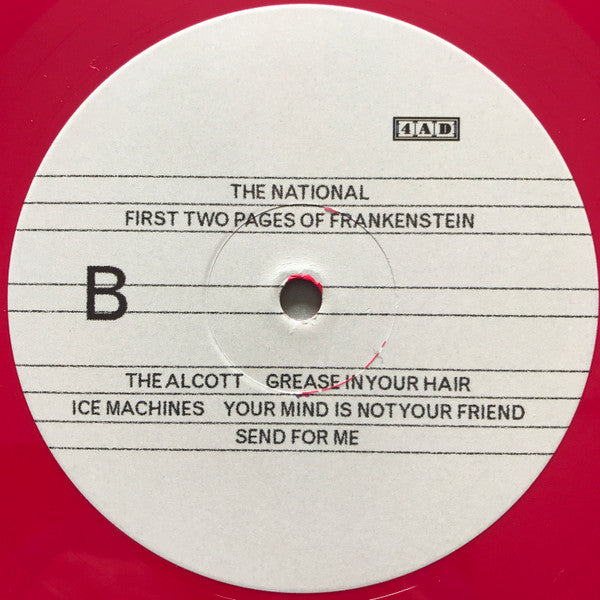 4AD
THE NATIONAL
FIRST TWO PAGES OF FRANKENSTEIN
B
THE ALCOTT GREASE IN YOUR HAIR
ICE MACHINES YOUR MIND IS NOT YOUR FRIEND
SEND FOR ME